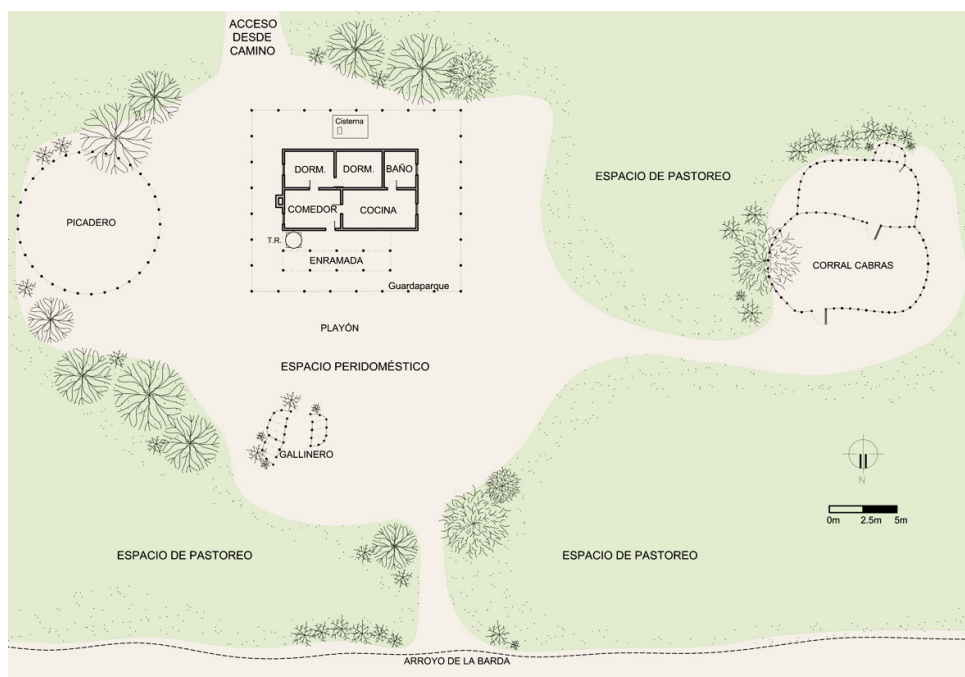 ACCESO
DESDE
CAMINO
Cisterna
DORM.
DORM.
BAÑO
ESPACIO DE PASTOREO
PICADERO
COMEDOR
COCINA
T.R.
ENRAMADA
CORRAL CABRAS
Guardaparque
PLAYÓN
ESPACIO PERIDOMÉSTICO
GALLINERO
N
0m
2.5m
5m
ESPACIO DE PASTOREO
ESPACIO DE PASTOREO
ARROYO DE LA BARDA